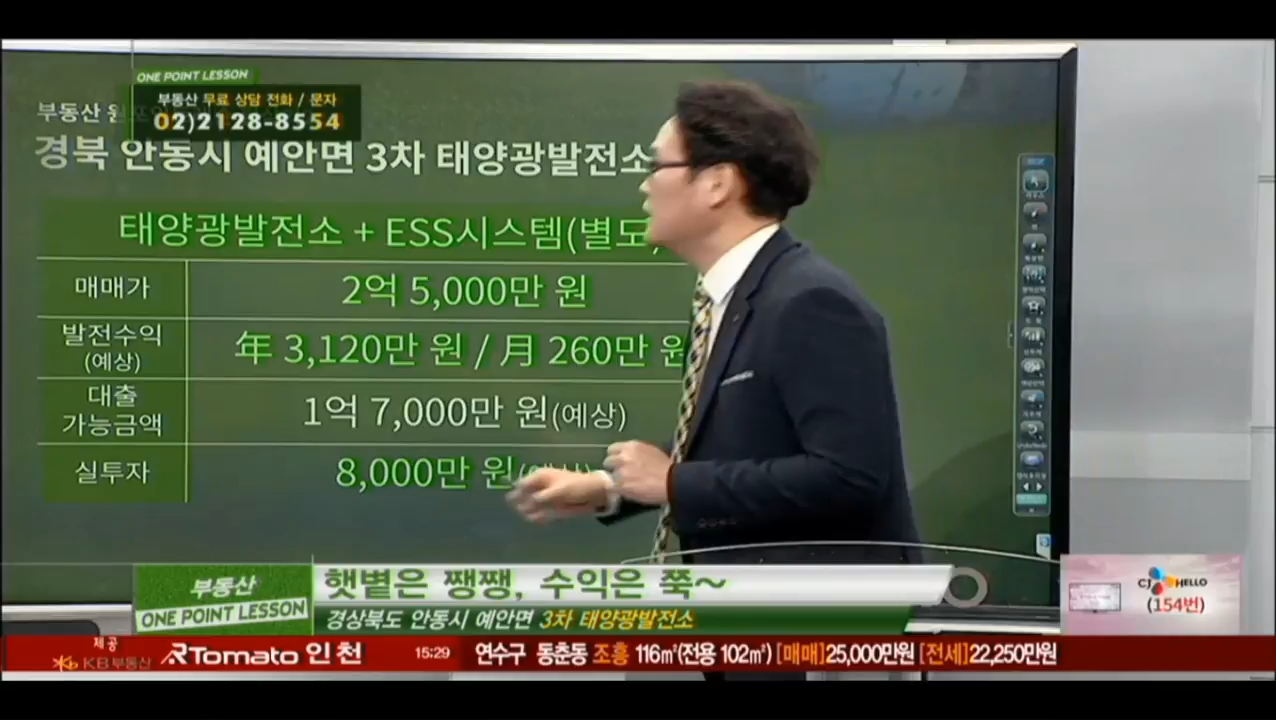 ONE POINT LESSON
부동산 무료 상담 전화 / 문자
02)2128-8554
부동산 원
경북 안동시 예안면 3차 태양광발전소
태양광발전소 + ESS시스템(별도)
매매가
2억 5,000만 원
발전수익
(예상)
年 3,120만 원 / 月 260만 원
대출
가능금액
1억 7,000만 원(예상)
실투자
8,000만 원(예상)
부동산
ONE POINT LESSON
햇볕은 쨍쨍, 수익은 쭉~
경상북도 안동시 예안면 3차 태양광발전소
CJ HELLO
(154번)
제공
KB부동산
RTomato 인천
15:29
연수구 동춘동 조흥 116㎡(전용 102㎡) [매매]25,000만원 [전세]22,250만원